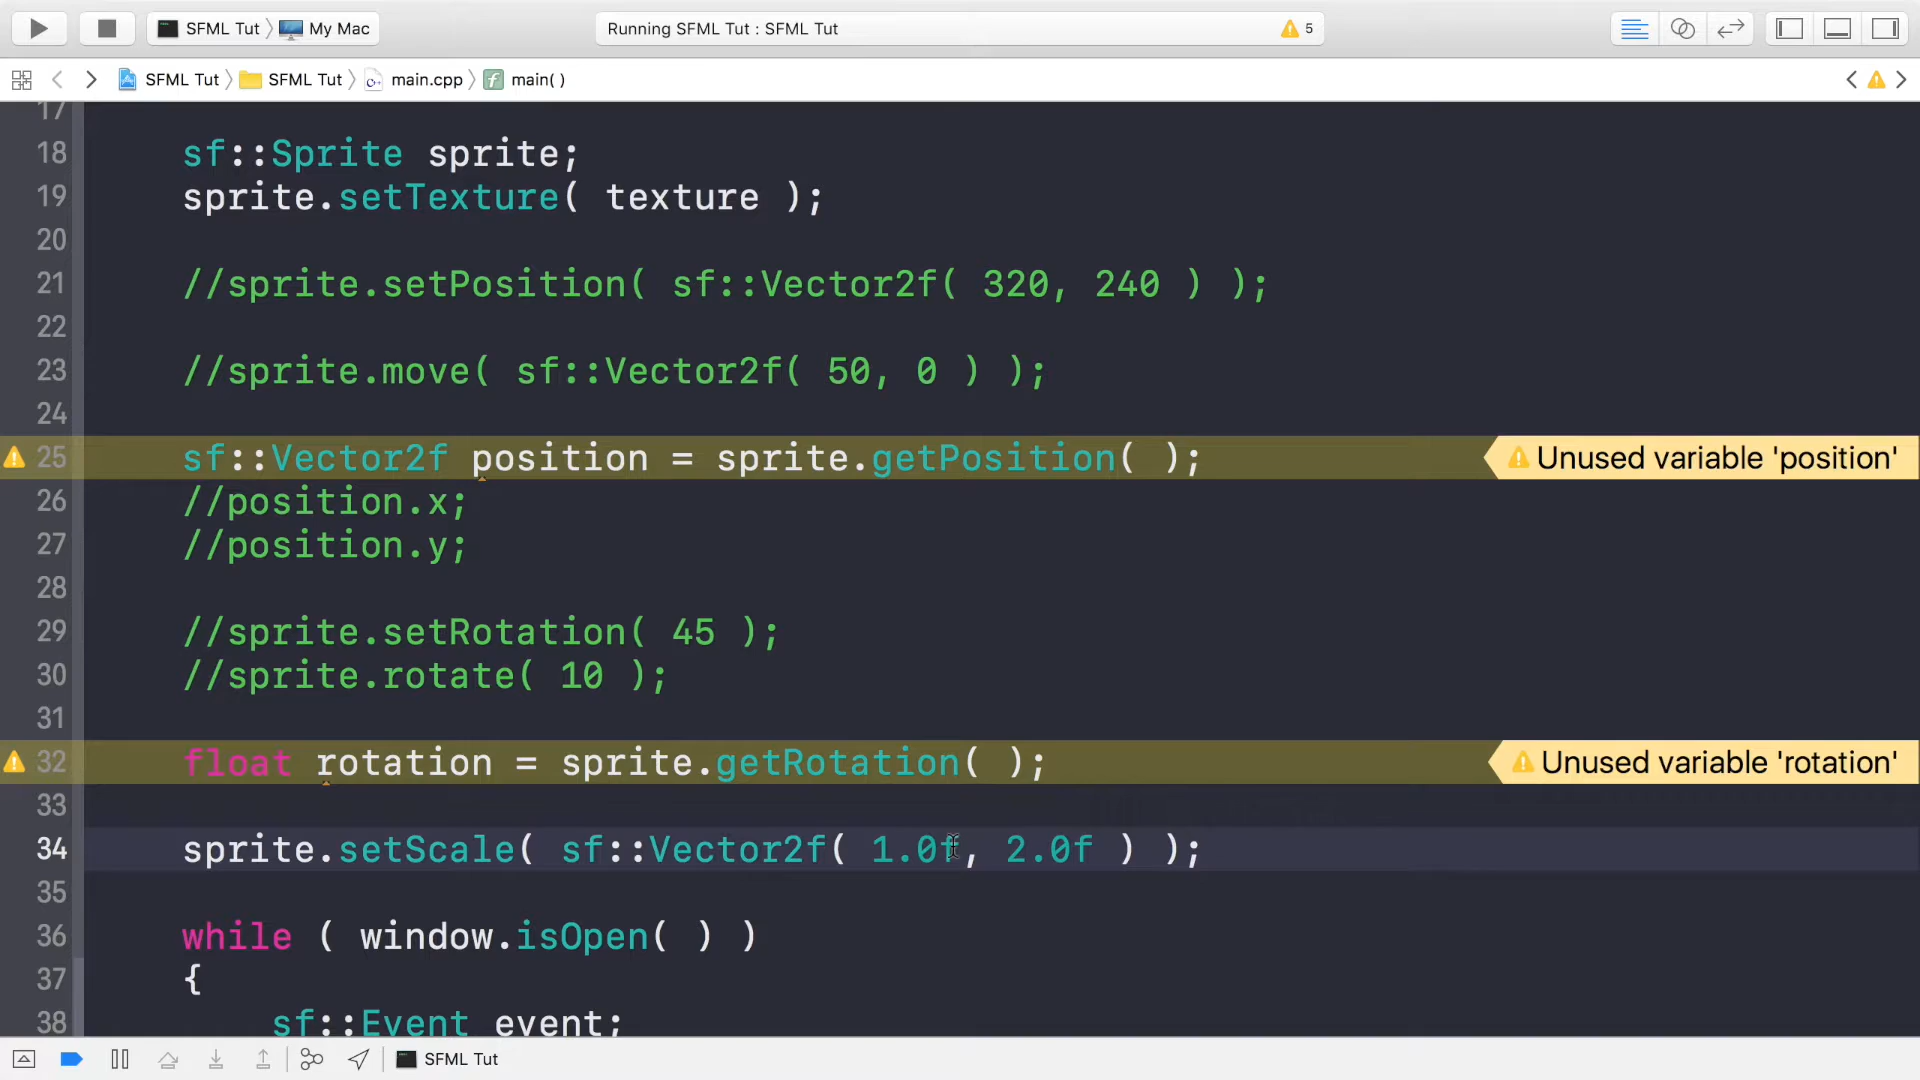 SFML Tut My Mac Running SFML Tut : SFML Tut 5
SFML Tut SFML Tut main.cpp f main( )
17
18 sf::Sprite sprite;
19 sprite.setTexture( texture );
20
21 //sprite.setPosition( sf::Vector2f( 320, 240 ) );
22
23 //sprite.move( sf::Vector2f( 50, 0 ) );
24
25 sf::Vector2f position = sprite.getPosition( ); Unused variable 'position'
26 //position.x;
27 //position.y;
28
29 //sprite.setRotation( 45 );
30 //sprite.rotate( 10 );
31
32 float rotation = sprite.getRotation( ); Unused variable 'rotation'
33
34 sprite.setScale( sf::Vector2f( 1.0f, 2.0f ) );
35
36 while ( window.isOpen( ) )
37 {
38 sf::Event event;
SFML Tut